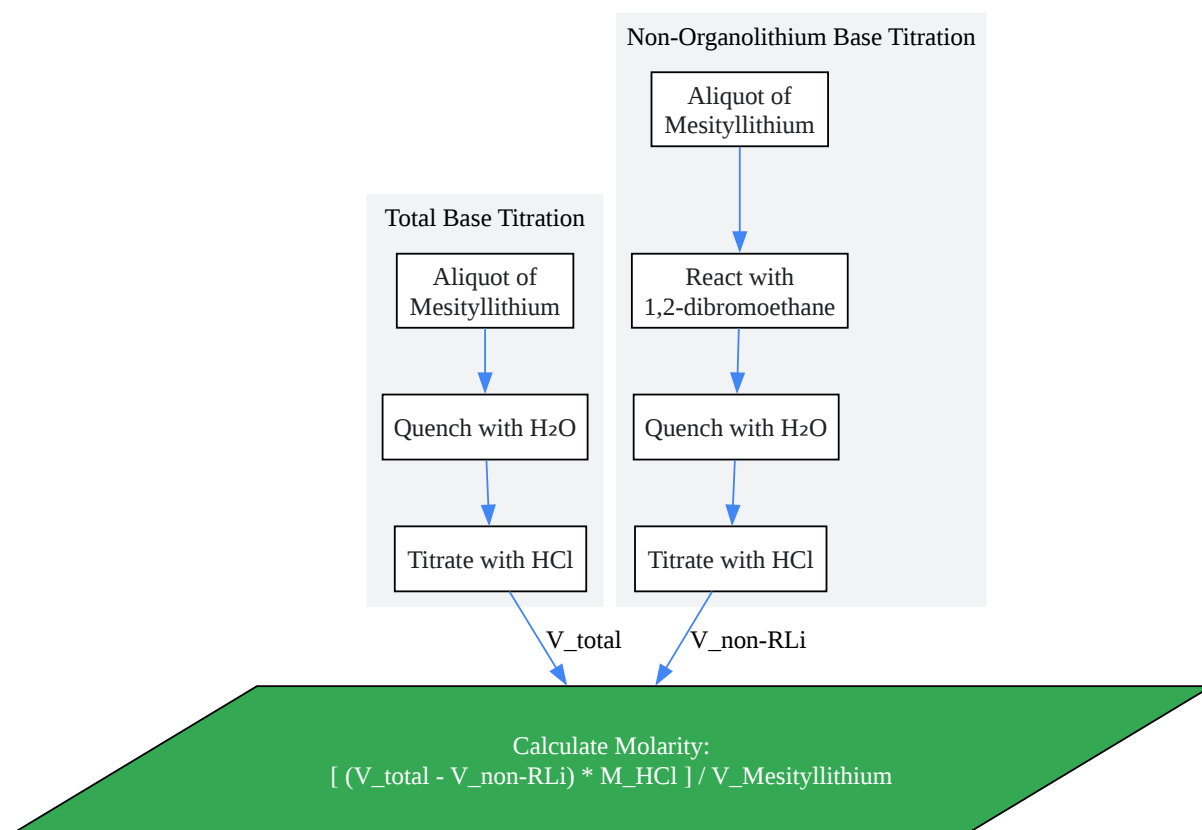 Total Base Titration
Aliquot of
Mesityllithium
Quench with H₂O
Titrate with HCl
V_total
Non-Organolithium Base Titration
Aliquot of
Mesityllithium
React with
1,2-dibromoethane
Quench with H₂O
Titrate with HCl
V_non-RLi
Calculate Molarity:
[ (V_total - V_non-RLi) * M_HCl ] / V_Mesityllithium